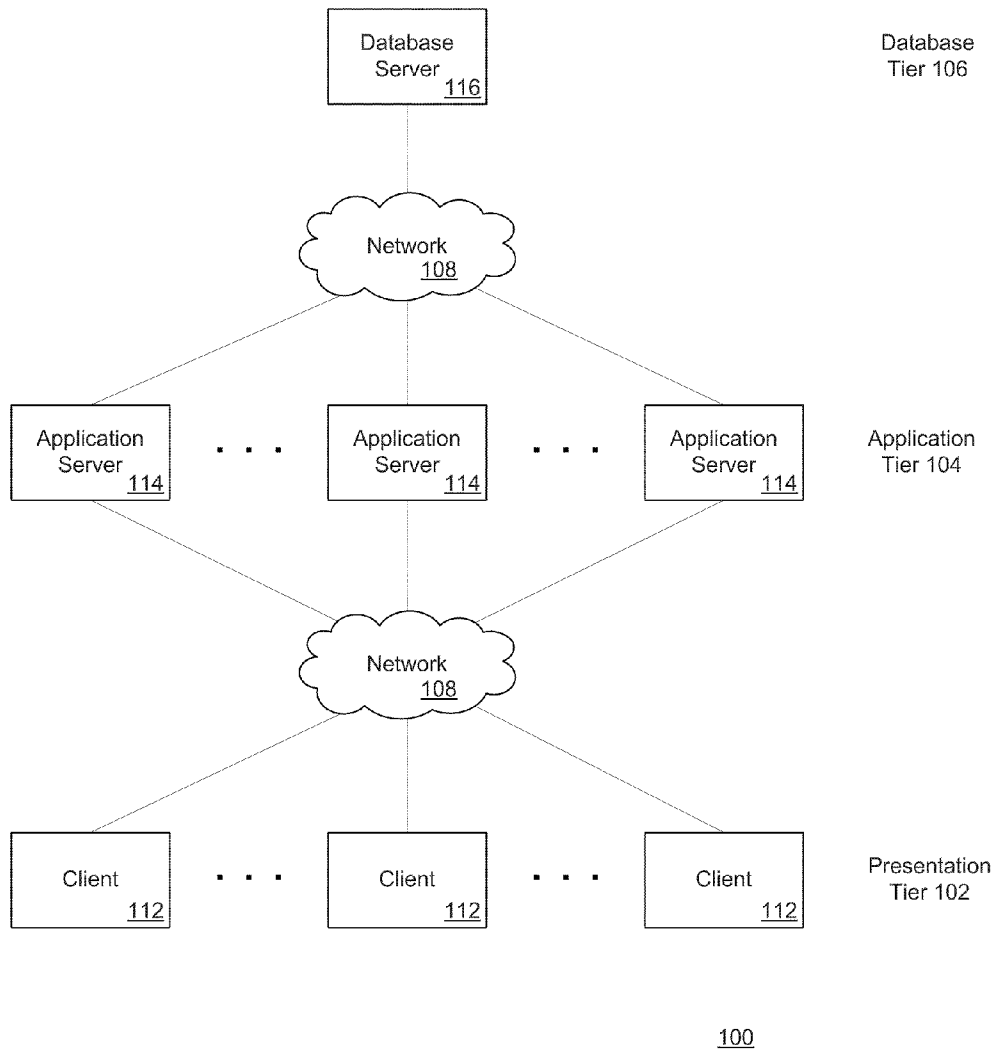 Database
Server
116
Database
Tier 106
Network
108
Application
Server
114
Application
Server
114
Application
Server
114
Application
Tier 104
Network
108
Client
112
Client
112
Client
112
Presentation
Tier 102
100